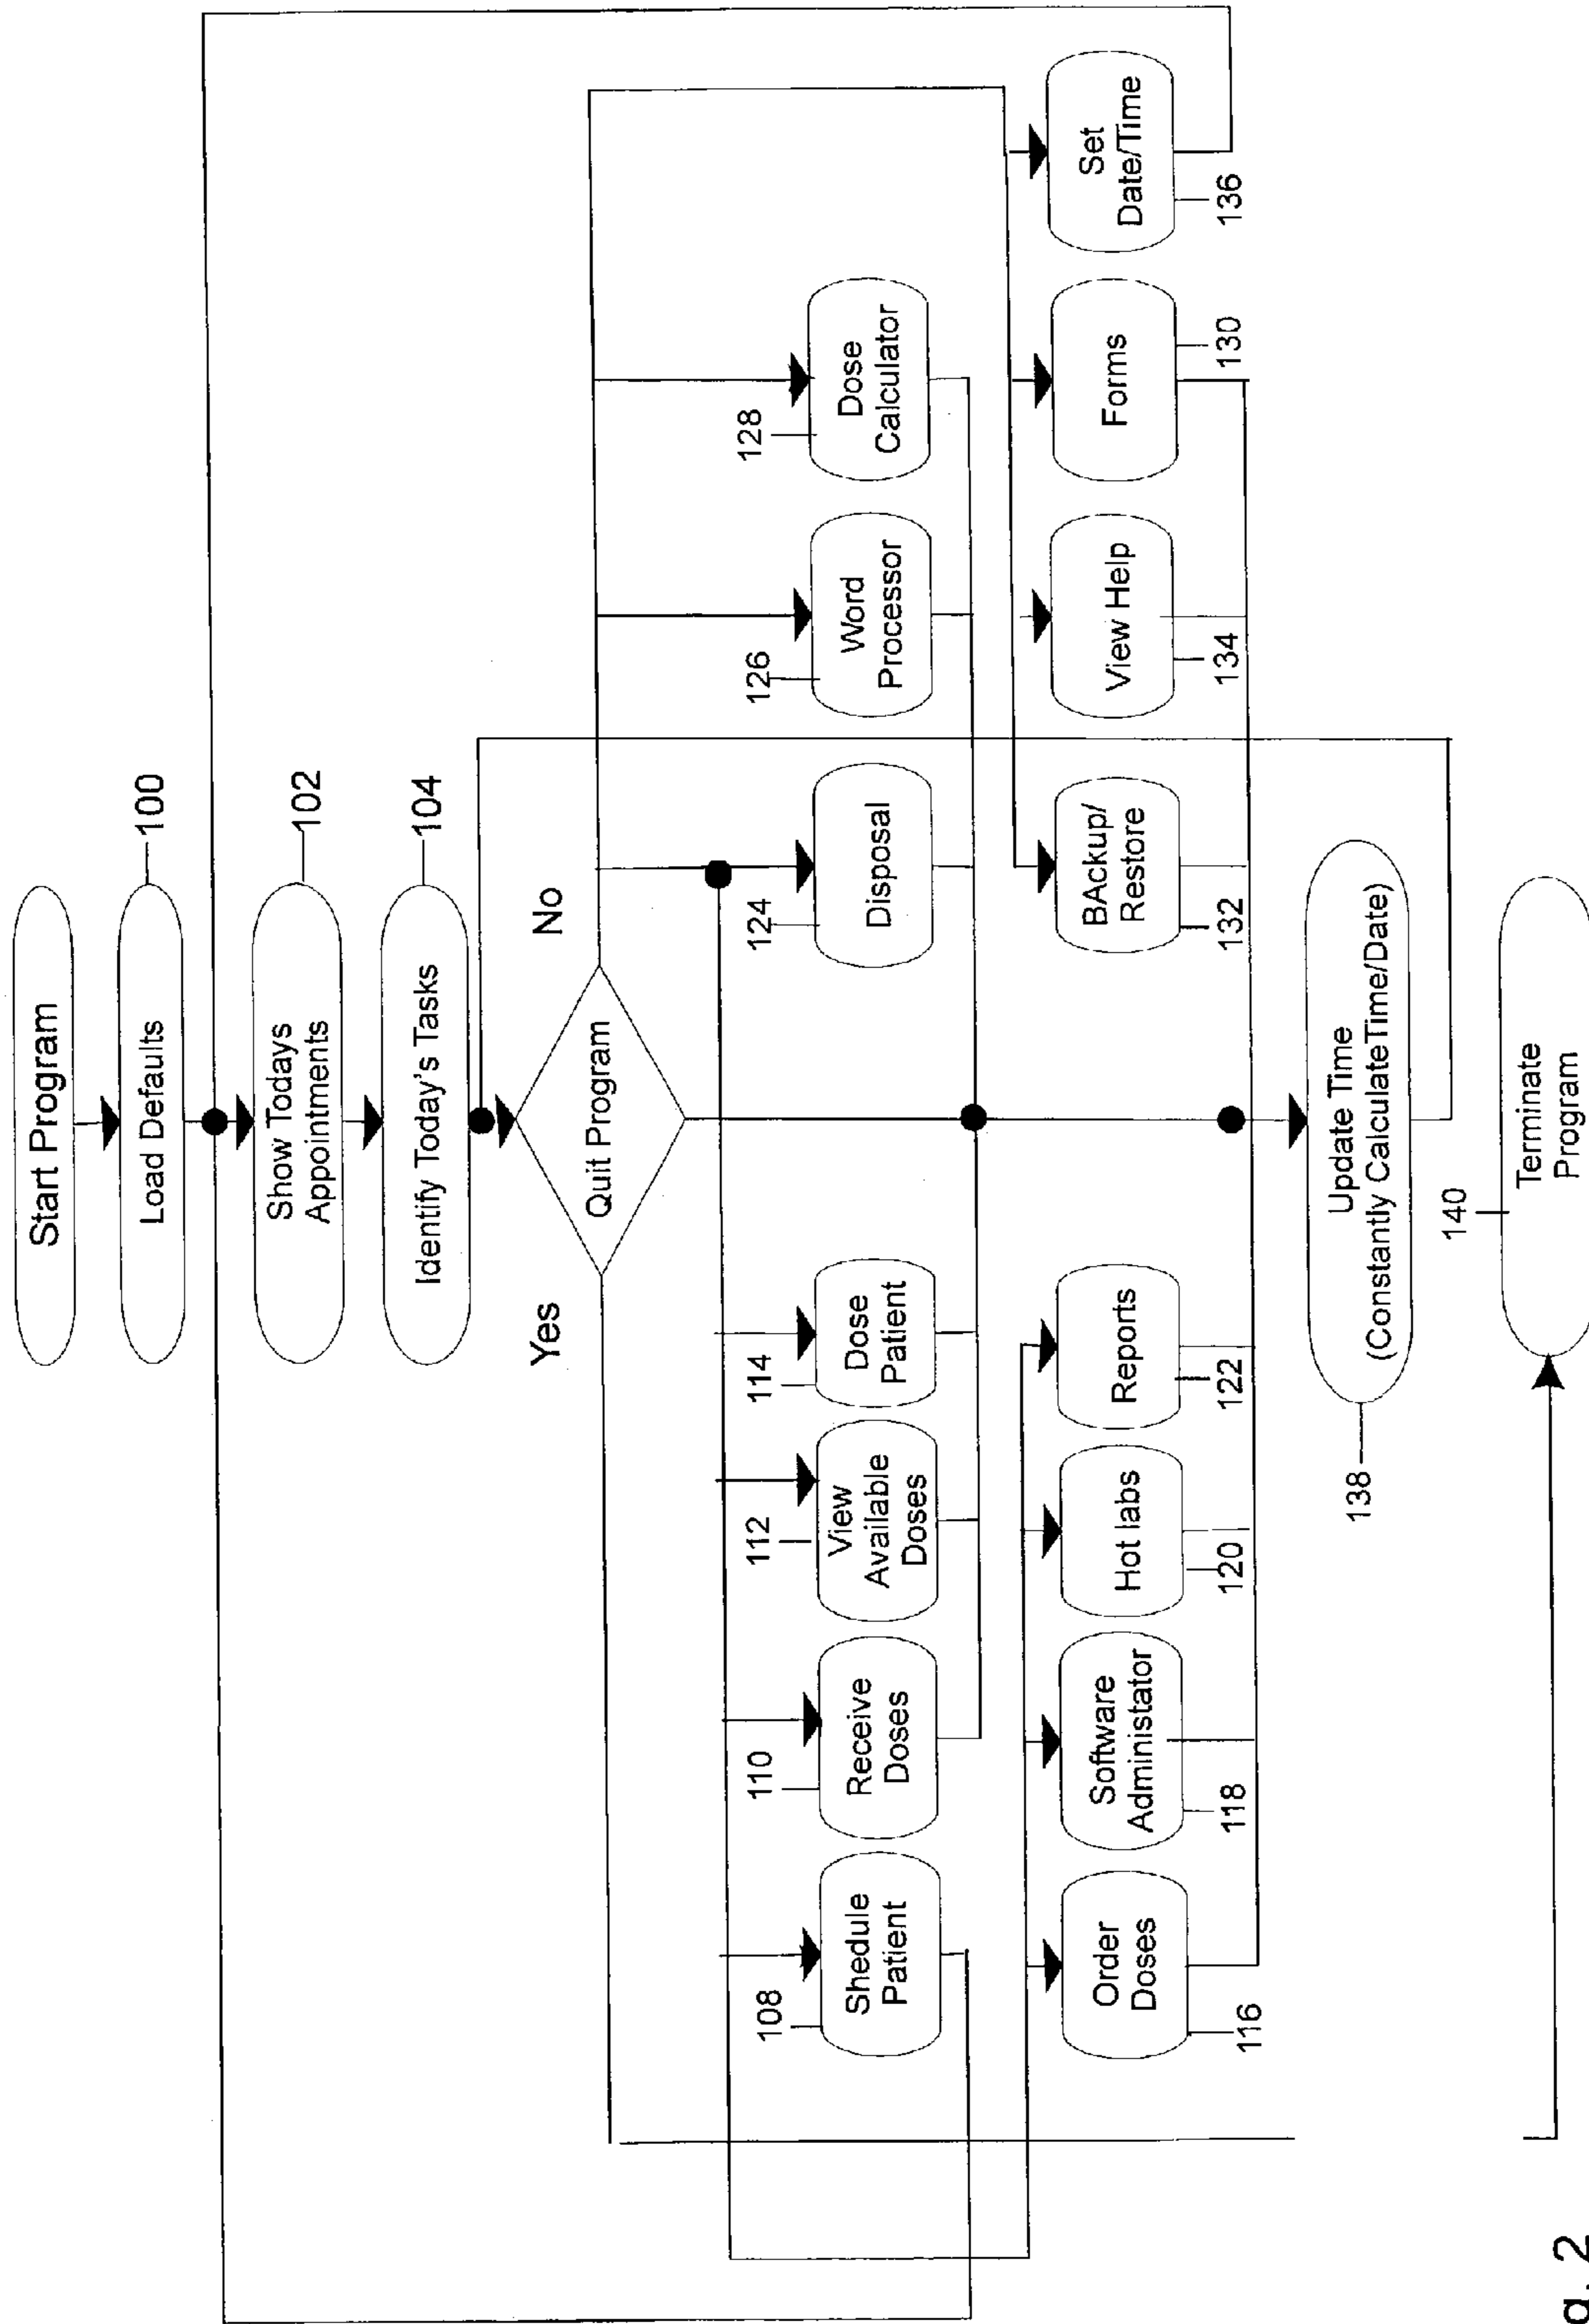 Start Program
Load Defaults
100
Show Todays
Appointments
102
Identify Today's Tasks
104
Yes
Quit Program
No
108
Shedule
Patient
110
Receive
Doses
112
View
Available
Doses
114
Dose
Patient
124
Disposal
126
Word
Processor
128
Dose
Calculator
Order
Doses
116
Software
Administator
118
Hot labs
120
Reports
122
BAckup/
Restore
132
View Help
134
Forms
130
Set
Date/Time
136
138
Update Time
(Constantly CalculateTime/Date)
140
Terminate
Program
g. 2